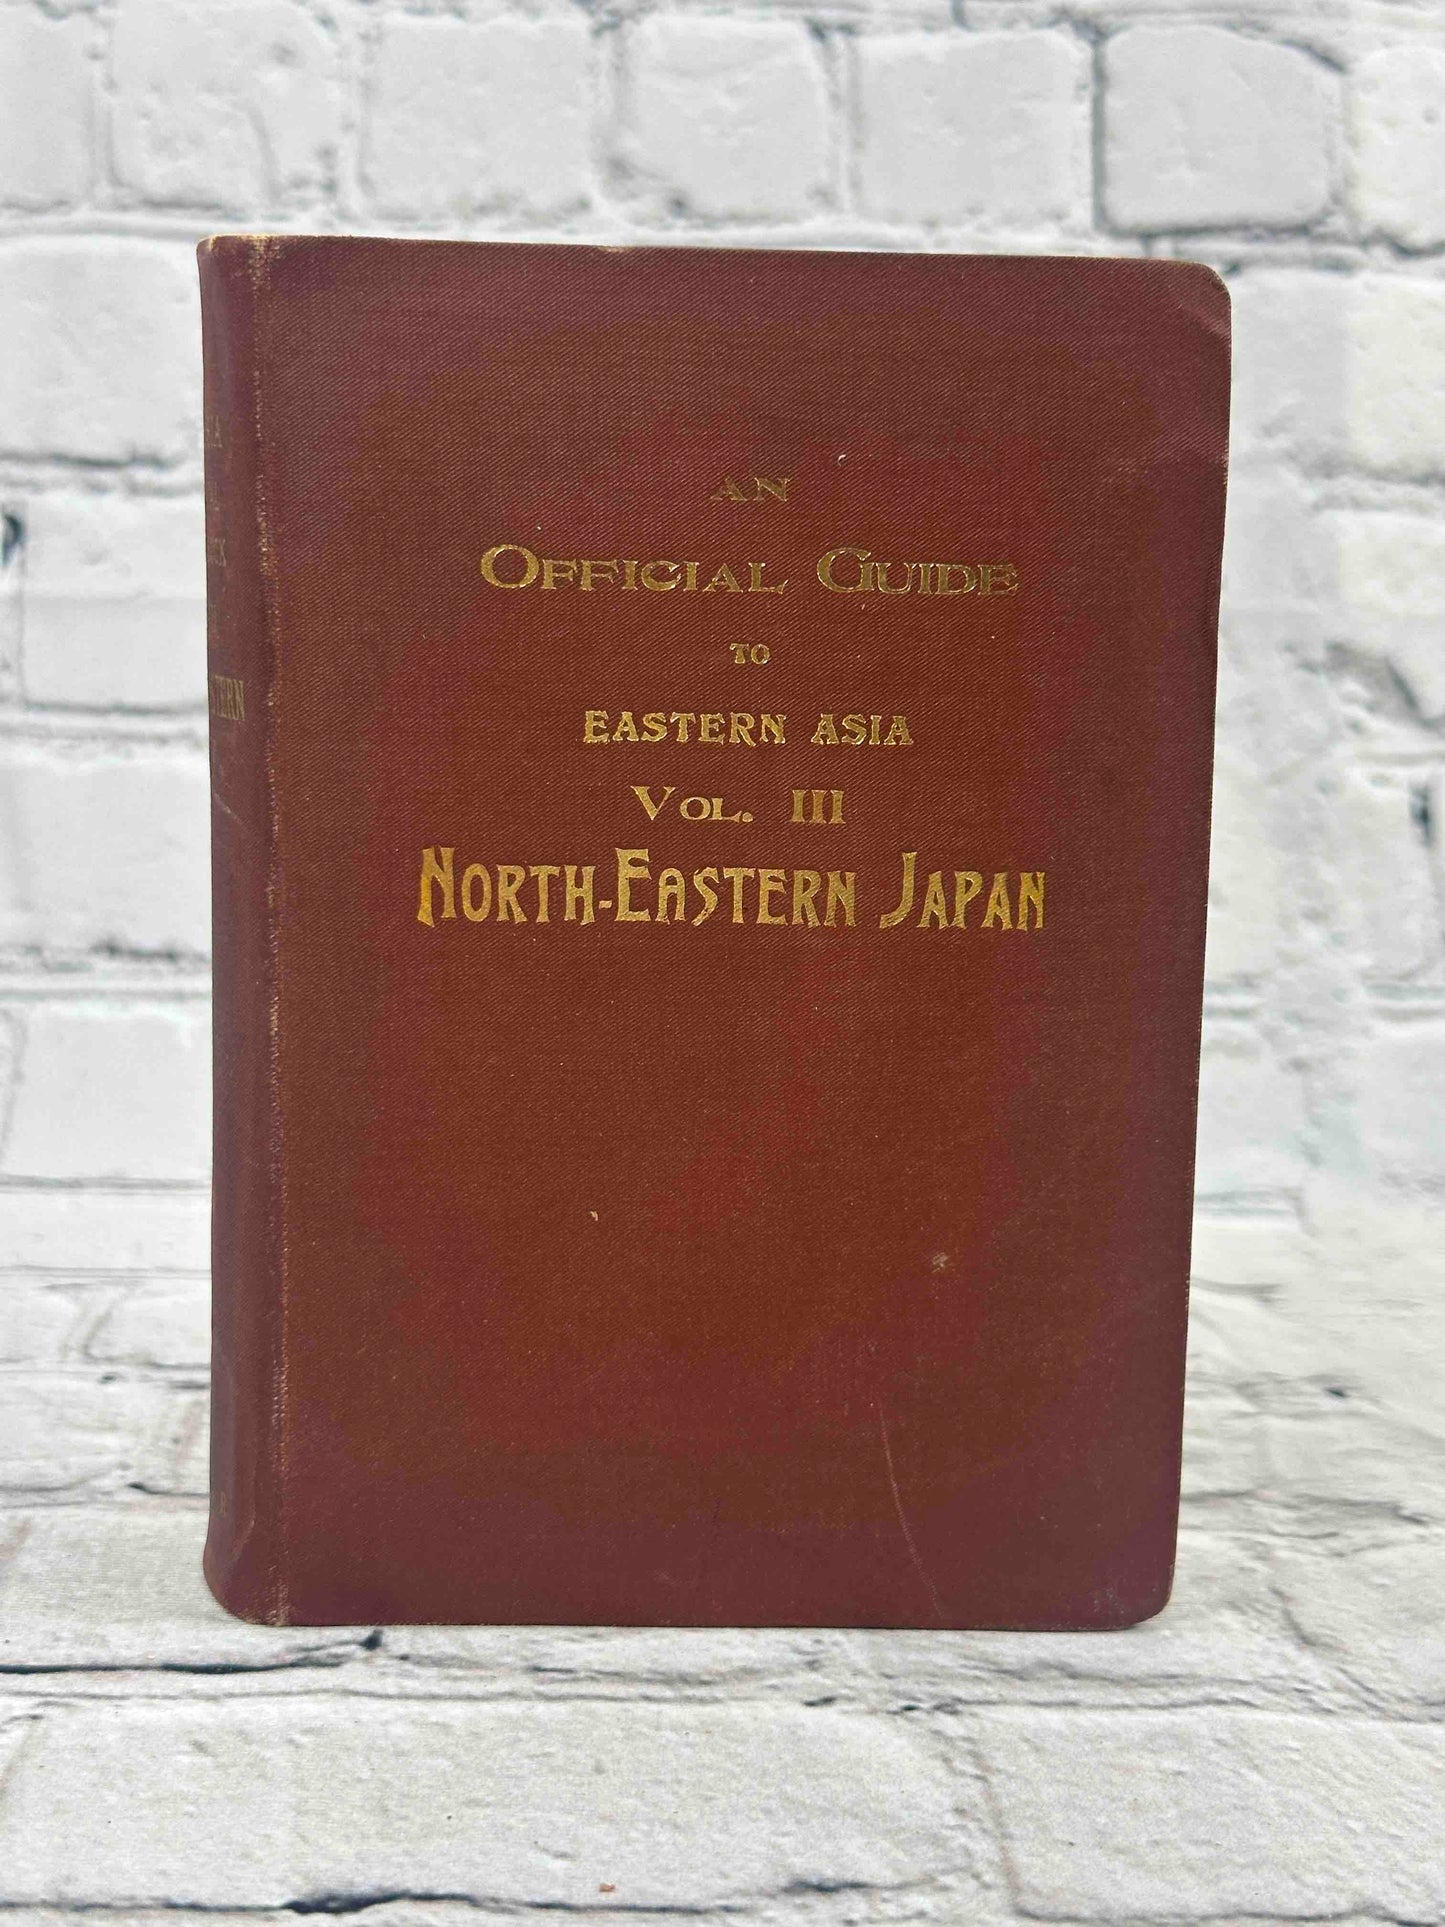 AN
OFFICIAL GUIDE
TO
EASTERN ASIA
VOL. III
NORTH-EASTERN JAPAN